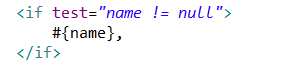 <if test="name != null">
    #{name},
</if>